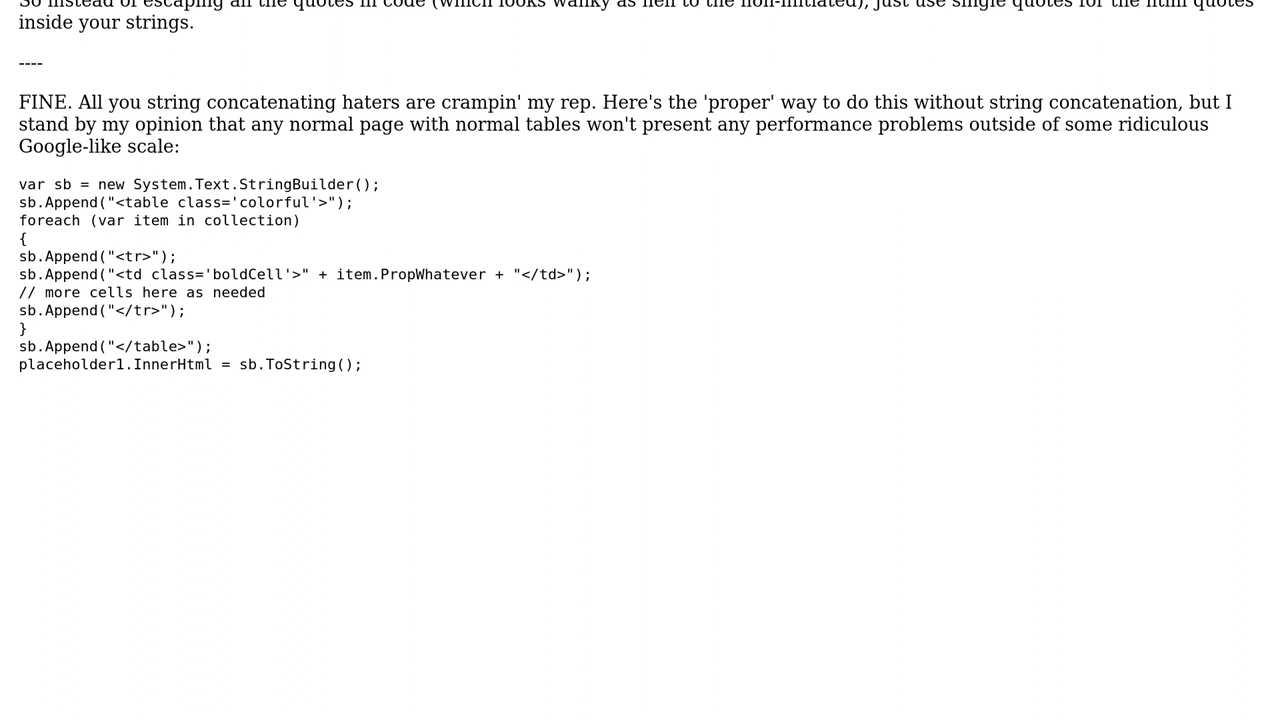 So instead of escaping all the quotes in code (which looks wanky as hell to the non-initiated), just use single quotes for the html quotes
inside your strings.
----
FINE. All you string concatenating haters are crampin' my rep. Here's the 'proper' way to do this without string concatenation, but I
stand by my opinion that any normal page with normal tables won't present any performance problems outside of some ridiculous
Google-like scale:
var sb = new System.Text.StringBuilder();
sb.Append("<table class='colorful'>");
foreach (var item in collection)
{
sb.Append("<tr>");
sb.Append("<td class='boldCell'>" + item.PropWhatever + "</td>");
// more cells here as needed
sb.Append("</tr>");
}
sb.Append("</table>");
placeholder1.InnerHtml = sb.ToString();